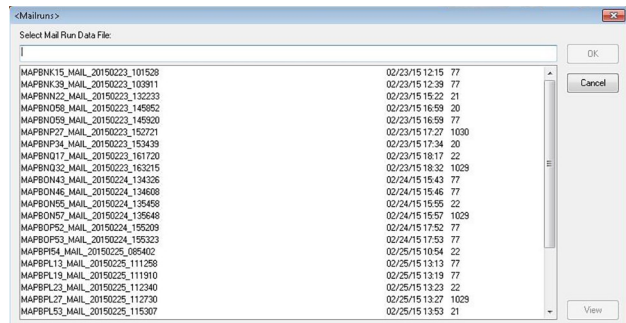 <Mailruns>
Select Mail Run Data File:
OK
Cancel
MAPBNK15_MAIL_20150223_101528 02/23/15 12:15 77
MAPBNK39_MAIL_20150223_103911 02/23/15 12:39 77
MAPBNN22_MAIL_20150223_132233 02/23/15 15:22 21
MAPBNO58_MAIL_20150223_145852 02/23/15 16:59 20
MAPBNO59_MAIL_20150223_145920 02/23/15 16:59 77
MAPBNP27_MAIL_20150223_152721 02/23/15 17:27 1030
MAPBNP34_MAIL_20150223_153439 02/23/15 17:34 20
MAPBNQ17_MAIL_20150223_161720 02/23/15 18:17 22
MAPBNQ32_MAIL_20150223_163215 02/23/15 18:32 1029
MAPBON43_MAIL_20150224_134326 02/24/15 15:43 77
MAPBON46_MAIL_20150224_134608 02/24/15 15:46 77
MAPBON55_MAIL_20150224_135458 02/24/15 15:55 22
MAPBON57_MAIL_20150224_135648 02/24/15 15:57 1029
MAPBOP52_MAIL_20150224_155209 02/24/15 17:52 77
MAPBOP53_MAIL_20150224_155323 02/24/15 17:53 77
MAPBPI54_MAIL_20150225_085402 02/25/15 10:54 22
MAPBPL13_MAIL_20150225_111258 02/25/15 13:13 77
MAPBPL19_MAIL_20150225_111910 02/25/15 13:19 77
MAPBPL23_MAIL_20150225_112340 02/25/15 13:23 22
MAPBPL27_MAIL_20150225_112730 02/25/15 13:27 1029
MAPBPL53_MAIL_20150225_115307 02/25/15 13:53 21
View